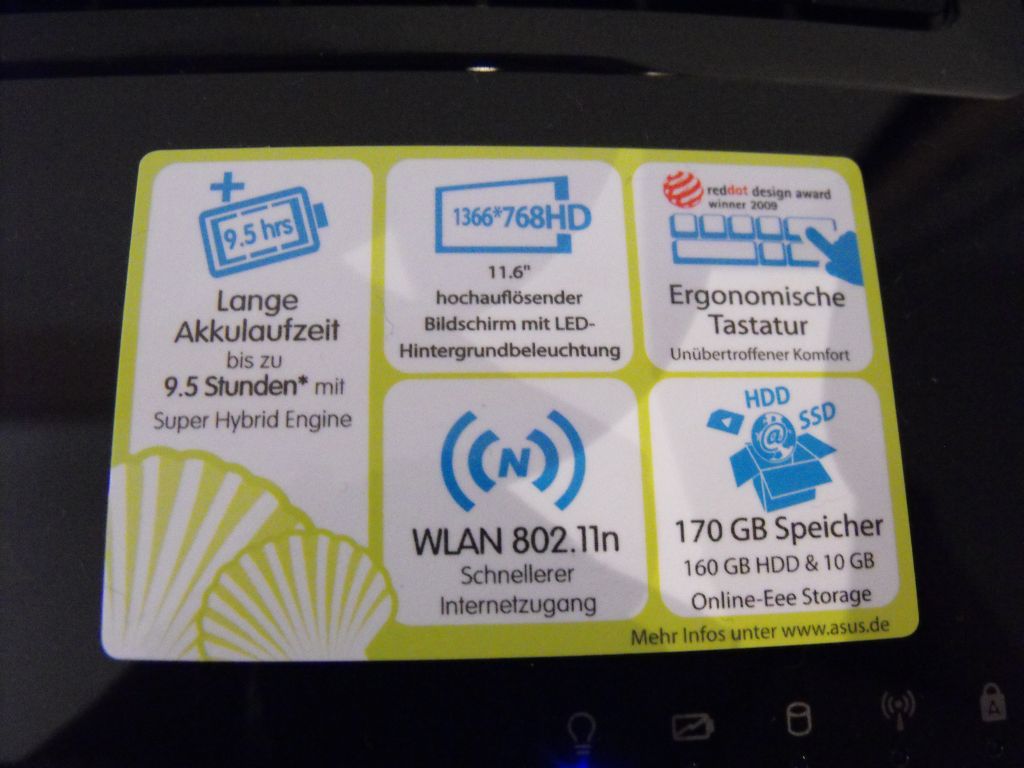 9.5 hrs
Lange
Akkulaufzeit
bis zu
9.5 Stunden* mit
Super Hybrid Engine
1366*768HD
11.6"
hochauflösender
Bildschirm mit LED-
Hintergrundbeleuchtung
reddot design award
winner 2009
Ergonomische
Tastatur
Unübertroffener Komfort
N
WLAN 802.11n
Schnellerer
Internetzugang
HDD
SSD
@
170 GB Speicher
160 GB HDD & 10 GB
Online-Eee Storage
Mehr Infos unter www.asus.de
A